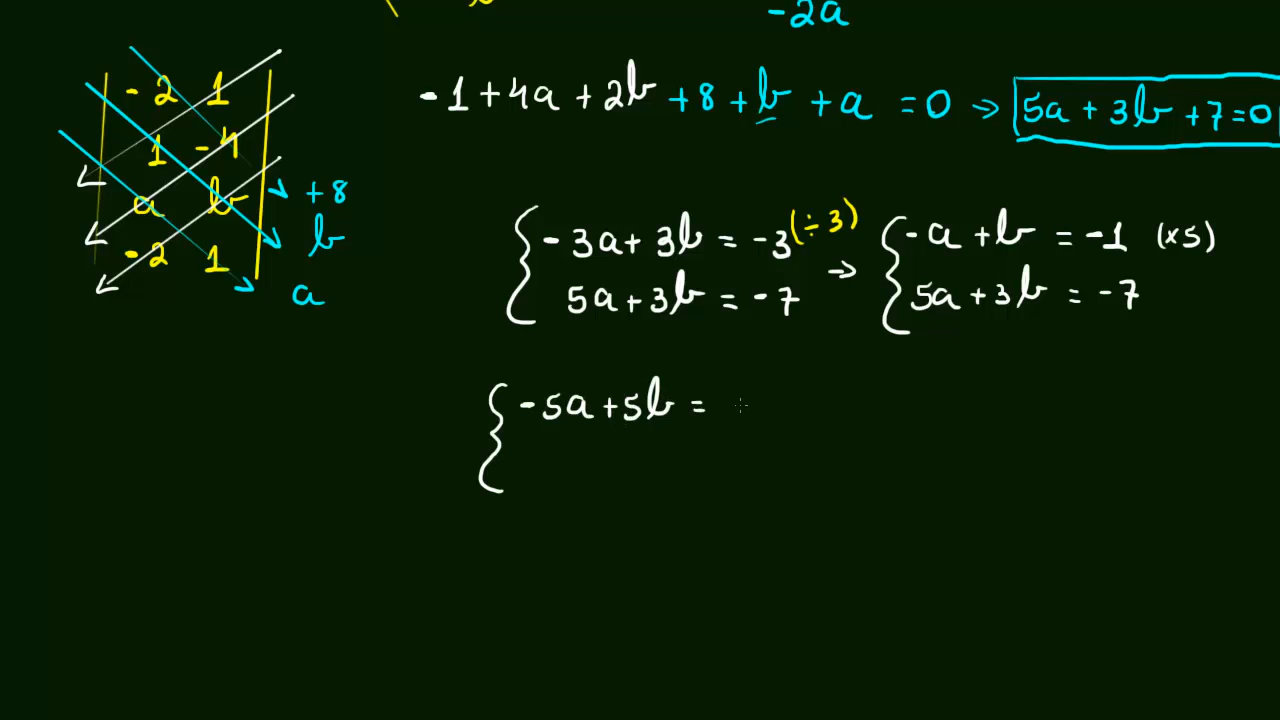 -2a
-1+4a+2b+8+b+a=0 → 5a+3b+7=0
-2 1
1 -4
a b
-2 1
+8
b
a
-3a+3b=-3 (÷3) → -a+b=-1 (×5)
5a+3b=-7 5a+3b=-7
-5a+5b=